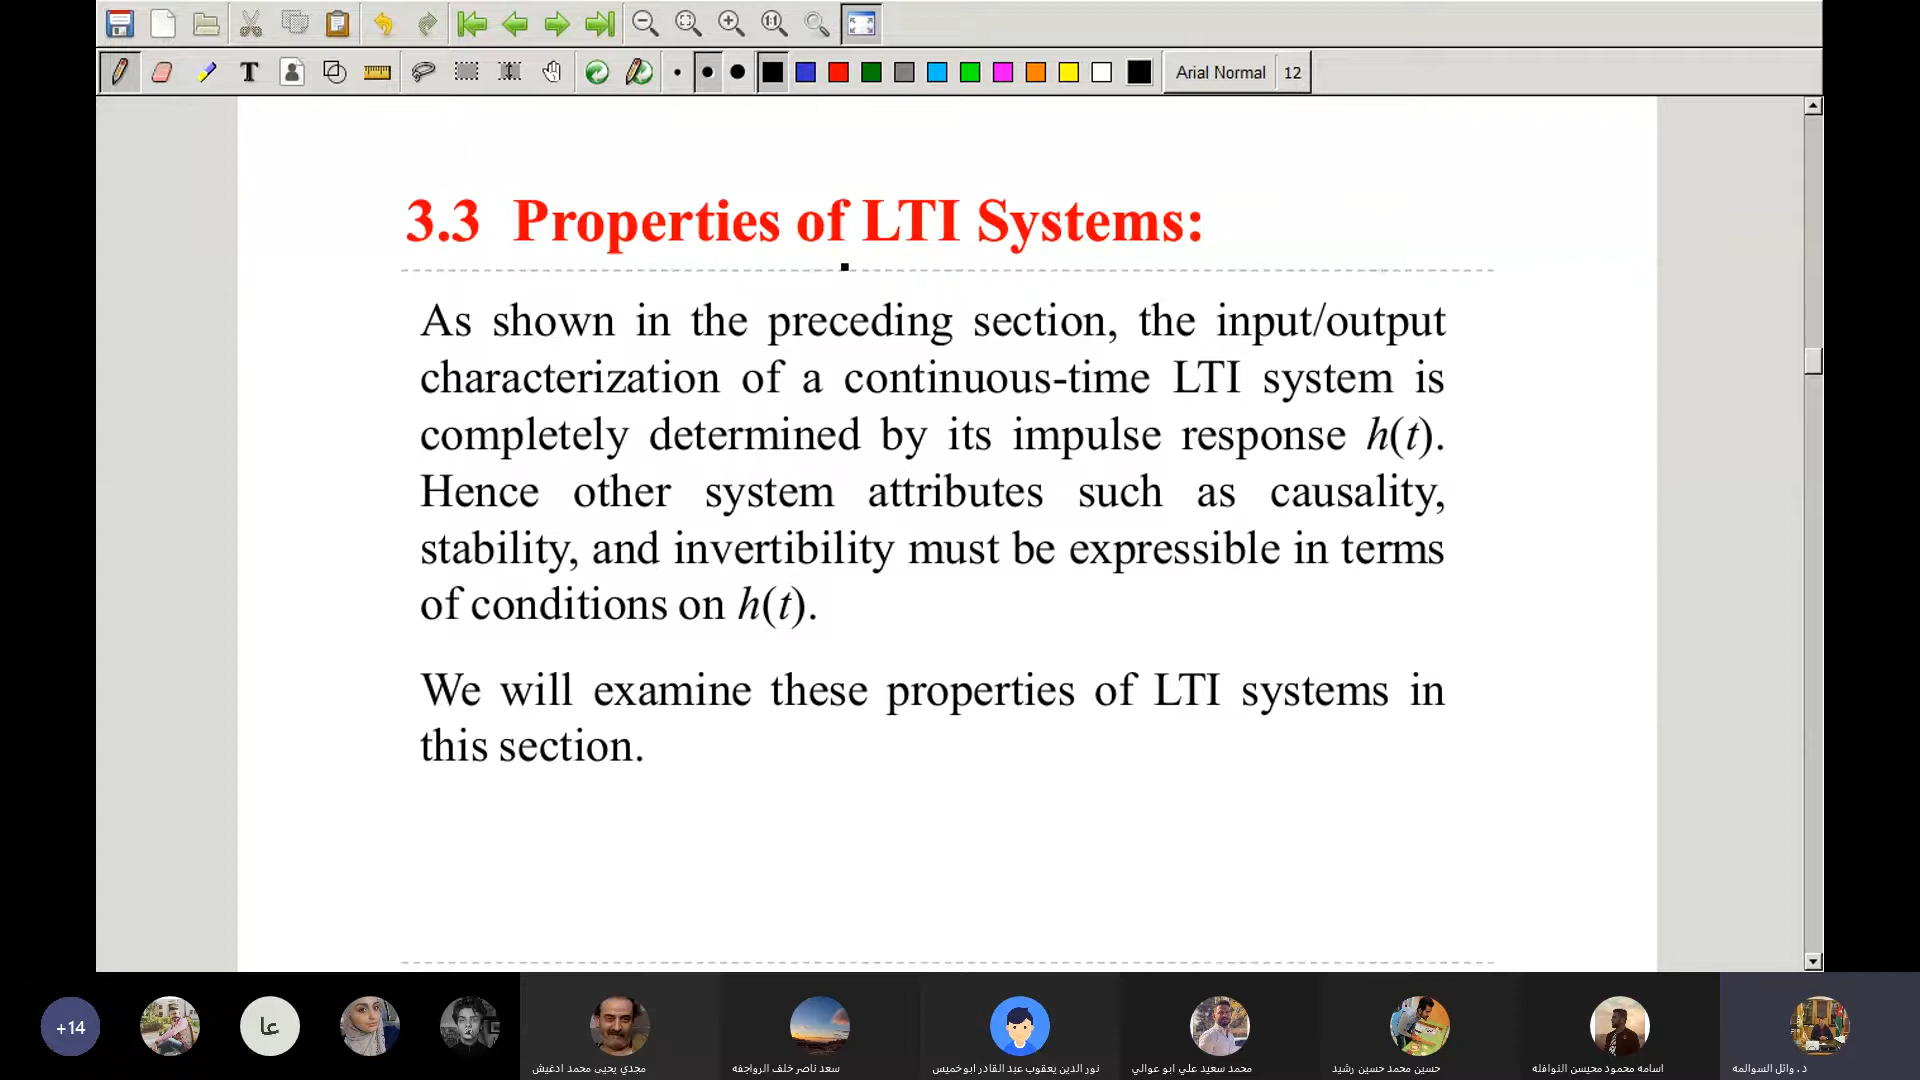 1:1
T
Arial Normal 12
3.3 Properties of LTI Systems:
As shown in the preceding section, the input/output
characterization of a continuous-time LTI system is
completely determined by its impulse response h(t).
Hence other system attributes such as causality,
stability, and invertibility must be expressible in terms
of conditions on h(t).
We will examine these properties of LTI systems in
this section.
+14
عا
مجدي يحيى محمد ادغيش
سعد ناصر خلف الرواجفه
نور الدين يعقوب عبد القادر ابوخميس
محمد سعيد علي ابو عوالي
حسين محمد حسين رشيد
اسامه محمود محيسن النوافله
د. وائل السوالمه